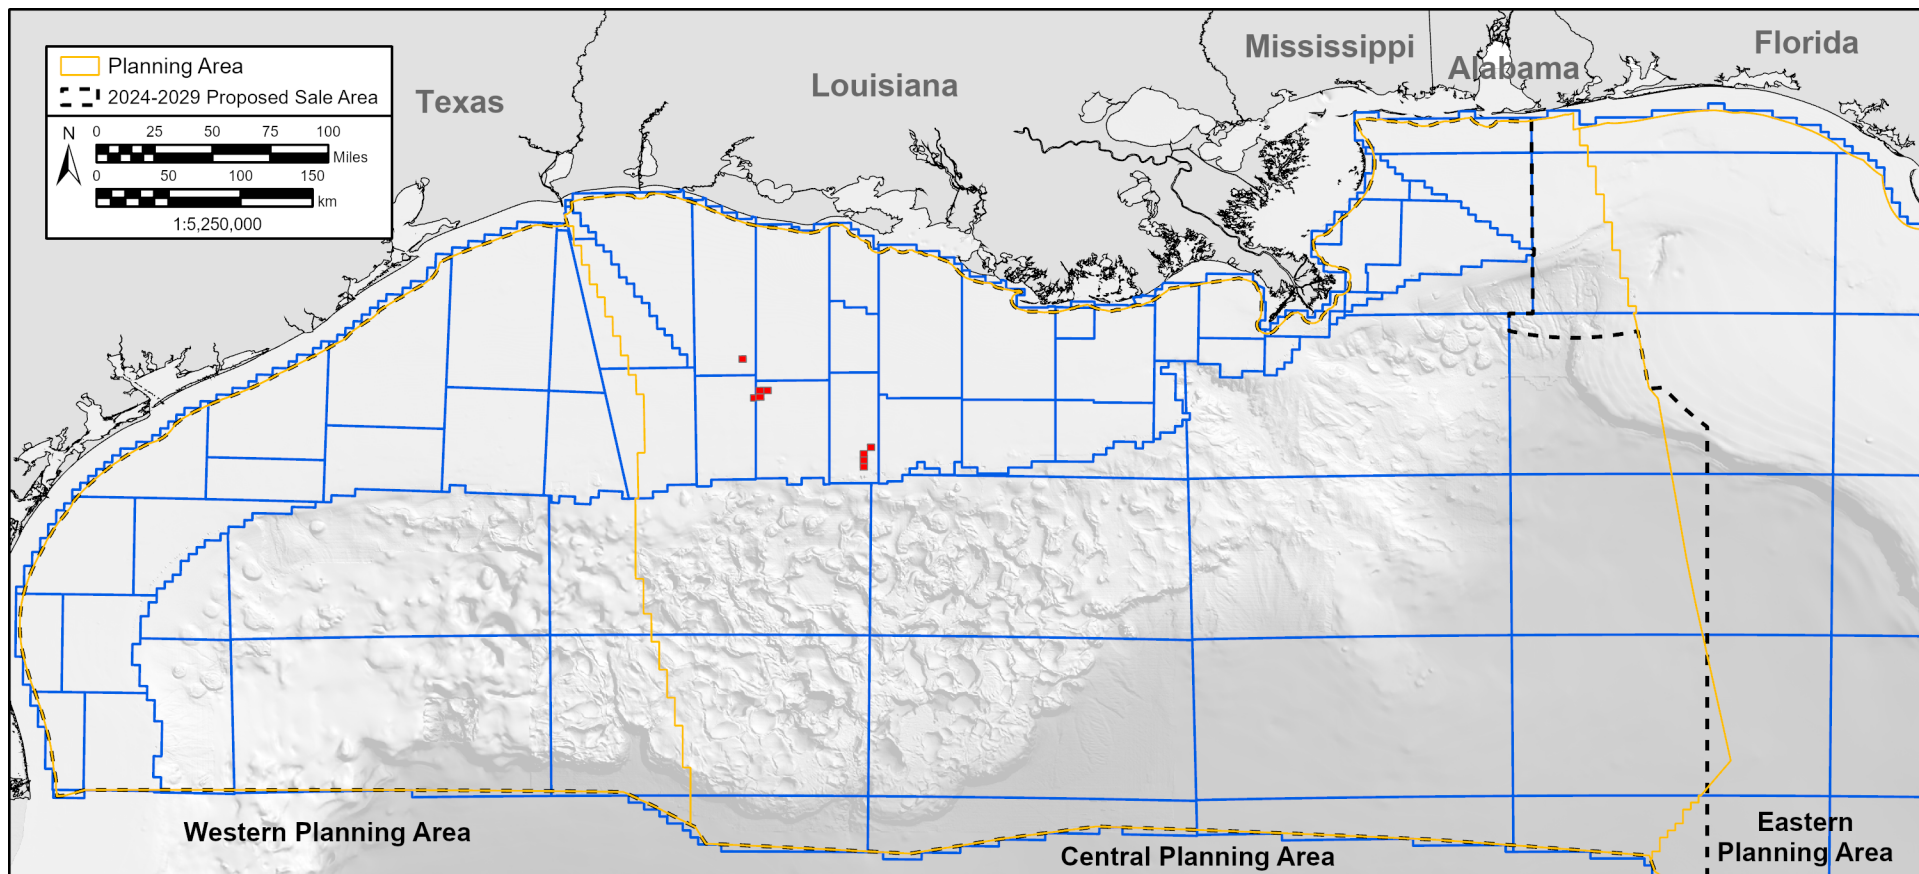 Planning Area
2024-2029 Proposed Sale Area
N
0 25 50 75 100
Miles
0 50 100 150
km
1:5,250,000
Texas
Louisiana
Mississippi
Alabama
Florida
Western Planning Area
Central Planning Area
Eastern
Planning Area